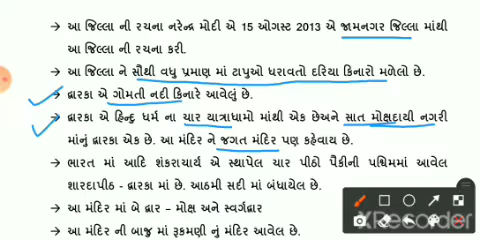 → આ જિલ્લા ની રચના નરેન્દ્ર મોદી એ 15 ઓગસ્ટ 2013 એ જામનગર જિલ્લા માંથી
આ જિલ્લા ની રચના કરી.
→ આ જિલ્લા ને સૌથી વધુ પ્રમાણ માં ટાપુઓ ધરાવતો દરિયા કિનારો મળેલો છે.
→ દ્વારકા એ ગોમતી નદી કિનારે આવેલું છે.
→ દ્વારકા એ હિન્દુ ધર્મ ના ચાર યાત્રાધામો માંથી એક છેઅને સાત મોક્ષદાયી નગરી
માંનું દ્વારકા એક છે. આ મંદિર ને જગત મંદિર પણ કહેવાય છે.
→ ભારત માં આદિ શંકરાચાર્ય એ સ્થાપેલ ચાર પીઠો પૈકીની પશ્ચિમમાં આવેલ
શારદાપીઠ - દ્વારકા માં છે. આઠમી સદી માં બંધાયેલ છે.
→ આ મંદિર માં બે દ્વાર – મોક્ષ અને સ્વર્ગદ્વાર
→ આ મંદિર ની બાજુ માં રૂકમણી નું મંદિર આવેલ છે.
XRecorder